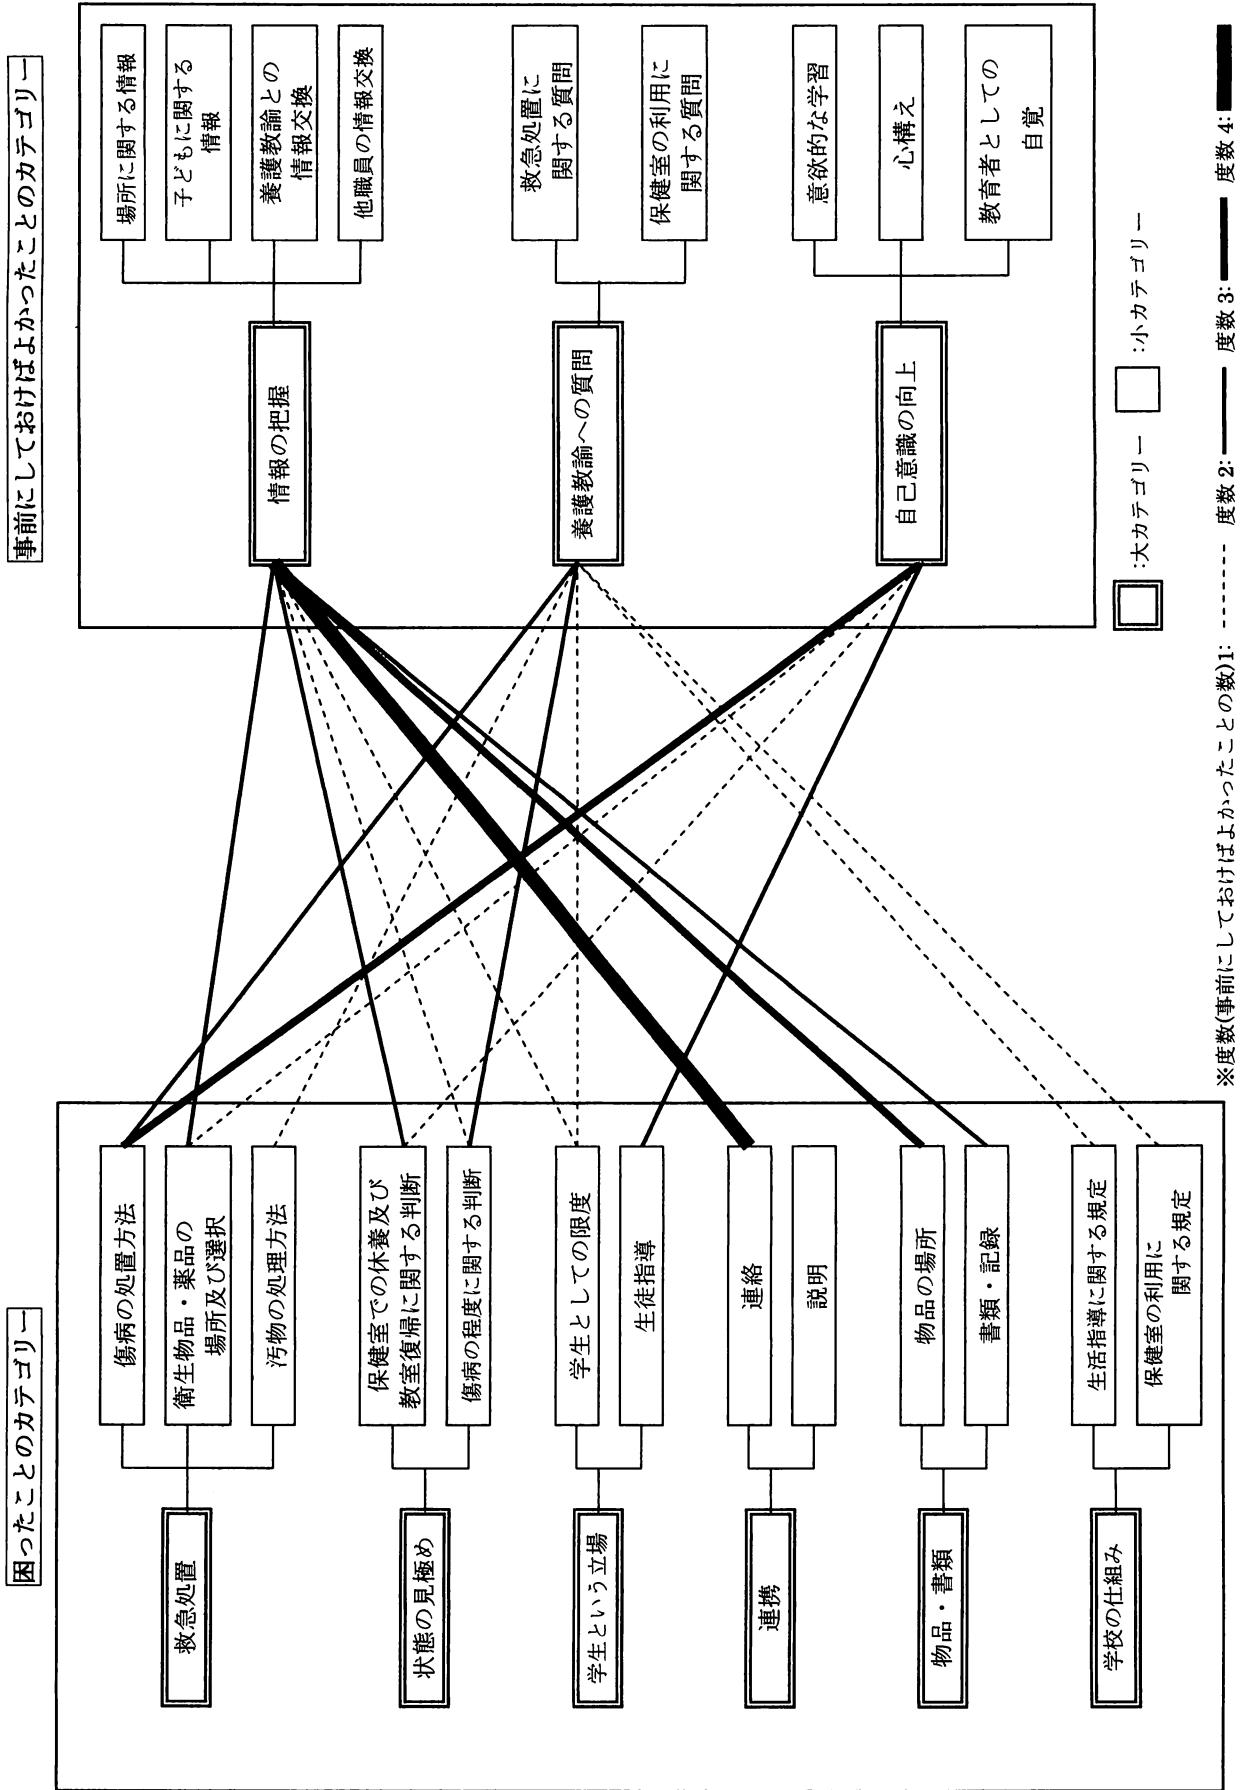 困ったことのカテゴリー
救急処置
傷病の処置方法
衛生物品・薬品の
場所及び選択
汚物の処理方法
状態の見極め
保健室での休養及び
教室復帰に関する判断
傷病の程度に関する判断
学生という立場
学生としての限度
生徒指導
連携
連絡
説明
物品・書類
物品の場所
書類・記録
学校の仕組み
生活指導に関する規定
保健室の利用に
関する規定
事前にしておけばよかったことのカテゴリー
情報の把握
場所に関する情報
子どもに関する
情報
養護教諭との
情報交換
他職員の情報交換
養護教諭への質問
救急処置に
関する質問
保健室の利用に
関する質問
自己意識の向上
意欲的な学習
心構え
教育者としての
自覚
:大カテゴリー :小カテゴリー
※度数(事前にしておけばよかったことの数)1: 度数 2: 度数 3: 度数 4: